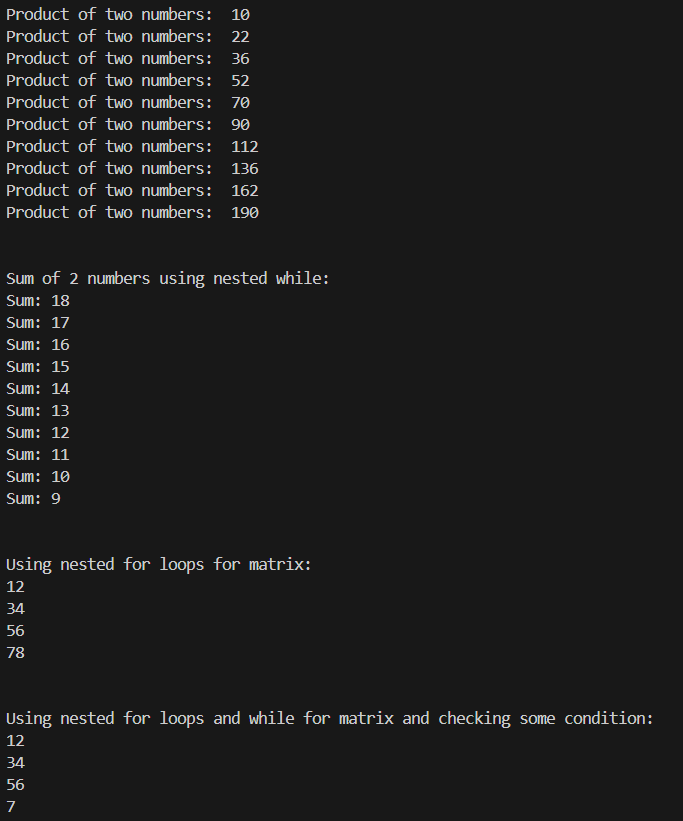 Product of two numbers:  10
Product of two numbers:  22
Product of two numbers:  36
Product of two numbers:  52
Product of two numbers:  70
Product of two numbers:  90
Product of two numbers:  112
Product of two numbers:  136
Product of two numbers:  162
Product of two numbers:  190
Sum of 2 numbers using nested while:
Sum: 18
Sum: 17
Sum: 16
Sum: 15
Sum: 14
Sum: 13
Sum: 12
Sum: 11
Sum: 10
Sum: 9
Using nested for loops for matrix:
12
34
56
78
Using nested for loops and while for matrix and checking some condition:
12
34
56
7